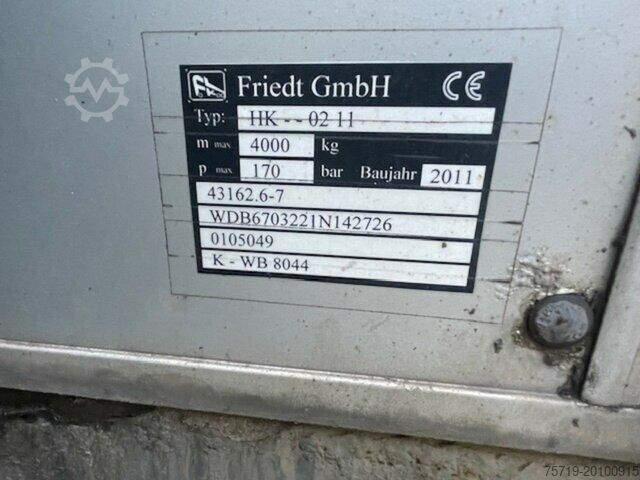 Friedt GmbH CE
Typ: HK - - 02 11
m max 4000 kg
p max 170 bar Baujahr 2011
43162.6-7
WDB6703221N142726
0105049
K - WB 8044
75719-20100915